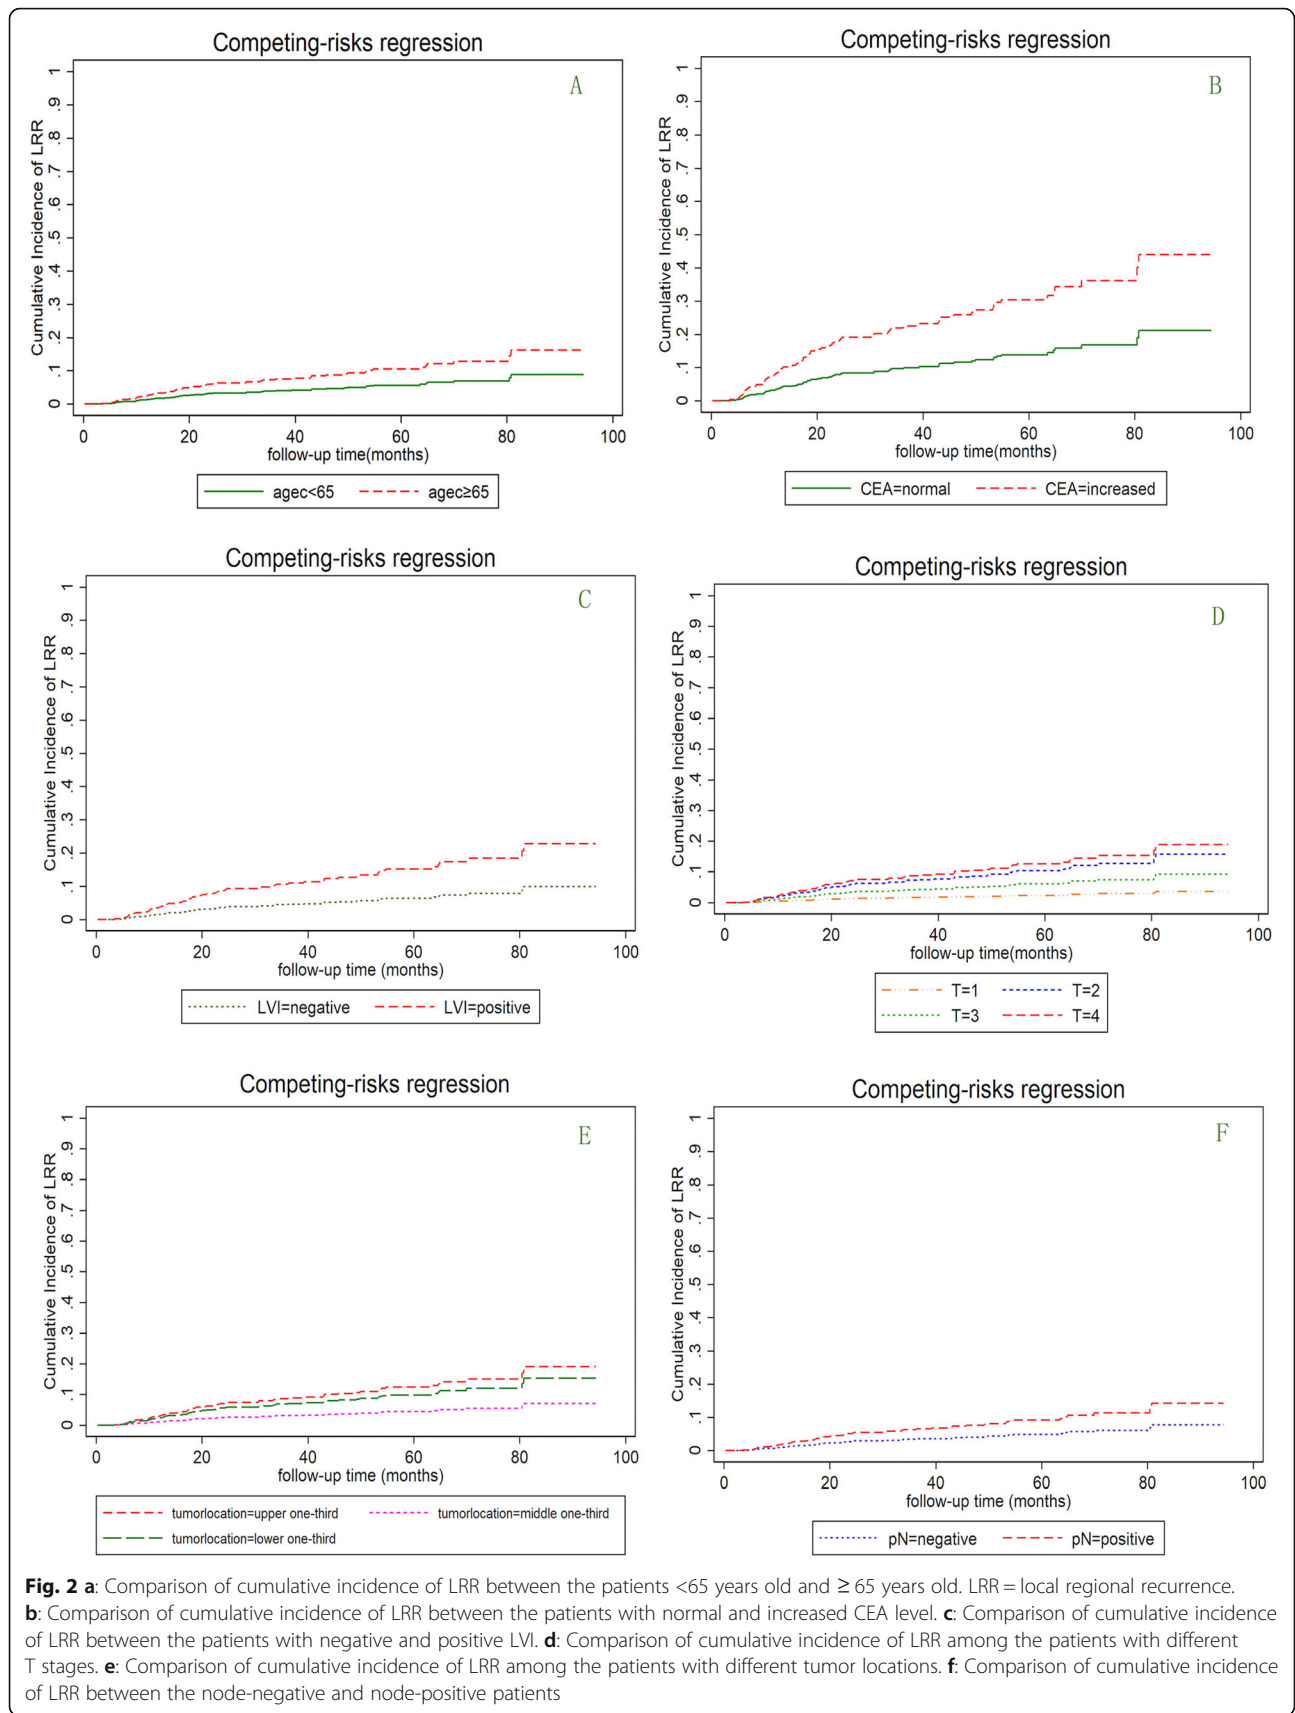 Competing-risks regression
A
Cumulative Incidence of LRR
1
.9
.8
.7
.6
.5
.4
.3
.2
.1
0
0 20 40 60 80 100
follow-up time(months)
agec<65 agec≥65
Competing-risks regression
B
Cumulative Incidence of LRR
1
.9
.8
.7
.6
.5
.4
.3
.2
.1
0
0 20 40 60 80 100
follow-up time(months)
CEA=normal CEA=increased
Competing-risks regression
C
Cumulative Incidence of LRR
1
.9
.8
.7
.6
.5
.4
.3
.2
.1
0
0 20 40 60 80 100
follow-up time (months)
LVI=negative LVI=positive
Competing-risks regression
D
Cumulative Incidence of LRR
1
.9
.8
.7
.6
.5
.4
.3
.2
.1
0
0 20 40 60 80 100
follow-up time(months)
T=1 T=2
T=3 T=4
Competing-risks regression
E
Cumulative Incidence of LRR
1
.9
.8
.7
.6
.5
.4
.3
.2
.1
0
0 20 40 60 80 100
follow-up time (months)
tumorlocation=upper one-third tumorlocation=middle one-third
tumorlocation=lower one-third
Competing-risks regression
F
Cumulative Incidence of LRR
1
.9
.8
.7
.6
.5
.4
.3
.2
.1
0
0 20 40 60 80 100
follow-up time (months)
pN=negative pN=positive
Fig. 2 a: Comparison of cumulative incidence of LRR between the patients <65 years old and ≥ 65 years old. LRR = local regional recurrence.
b: Comparison of cumulative incidence of LRR between the patients with normal and increased CEA level. c: Comparison of cumulative incidence
of LRR between the patients with negative and positive LVI. d: Comparison of cumulative incidence of LRR among the patients with different
T stages. e: Comparison of cumulative incidence of LRR among the patients with different tumor locations. f: Comparison of cumulative incidence
of LRR between the node-negative and node-positive patients